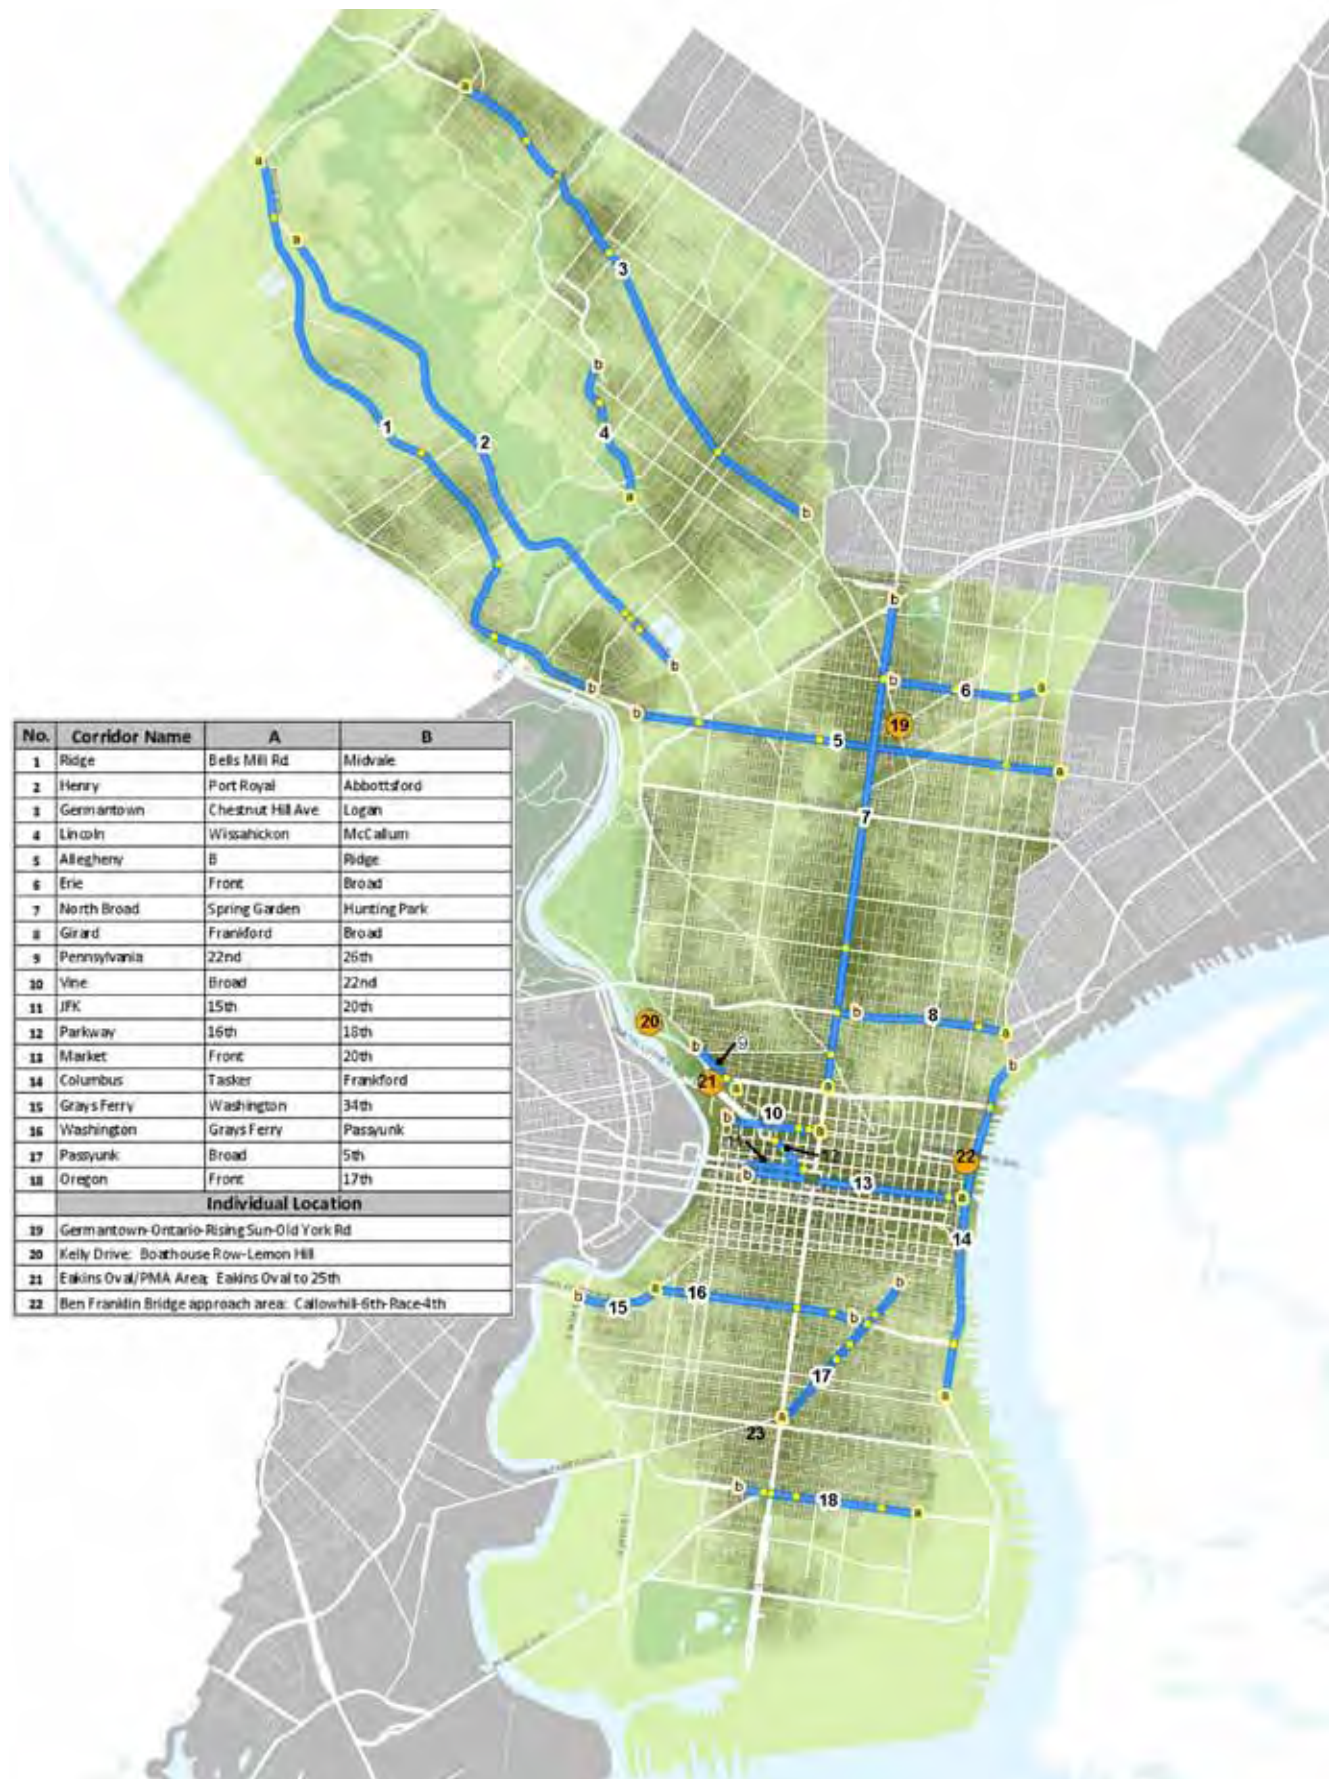 a
a
a
3
b
1
2
4
a
b
b
b
b
6
a
19
b
b
5
a
7
No. Corridor Name A B
1 Ridge Bells Mill Rd Midvale
2 Henry Port Royal Abbottsford
3 Germantown Chestnut Hill Ave Logan
4 Lincoln Wissahickon McCallum
5 Allegheny B Ridge
6 Erie Front Broad
7 North Broad Spring Garden Hunting Park
8 Girard Frankford Broad
9 Pennsylvania 22nd 26th
10 Vine Broad 22nd
11 JFK 15th 20th
12 Parkway 16th 18th
13 Market Front 20th
14 Columbus Tasker Frankford
15 Grays Ferry Washington 34th
16 Washington Grays Ferry Passyunk
17 Passyunk Broad 5th
18 Oregon Front 17th
Individual Location
19 Germantown-Ontario-Rising Sun-Old York Rd
20 Kelly Drive: Boathouse Row-Lemon Hill
21 Eakins Oval/PMA Area; Eakins Oval to 25th
22 Ben Franklin Bridge approach area: Callowhill-6th-Race-4th
20
b
8
a
b
9
b
21
a
a
b
10
a
22
b
13
a
14
b
15
a
16
b
b
17
a
a
23
b
18
a